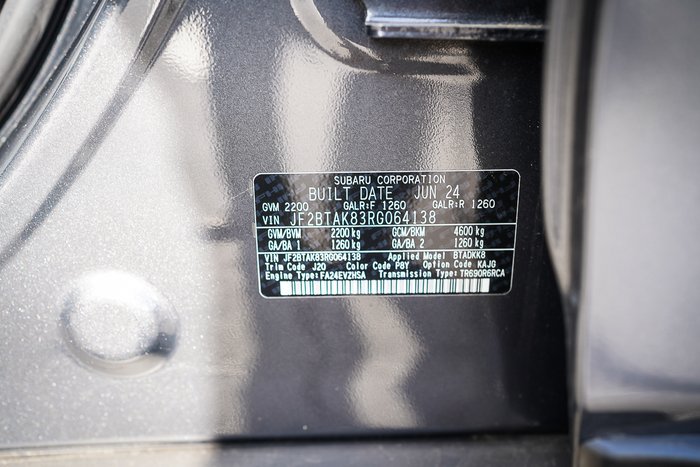 SUBARU CORPORATION
BUILT DATE JUN 24
GVM 2200 GALR:F 1260 GALR:R 1260
VIN JF2BTAK83RG064138
GVM/BVM 2200 kg GCM/BKM 4600 kg
GA/BA 1 1260 kg GA/BA 2 1260 kg
VIN JF2BTAK83RG064138 Applied Model BTADKK8
Trim Code J20 Color Code P8Y Option Code KAJG
Engine Type: FA24EVZHSA Transmission Type: TR690R6RCA